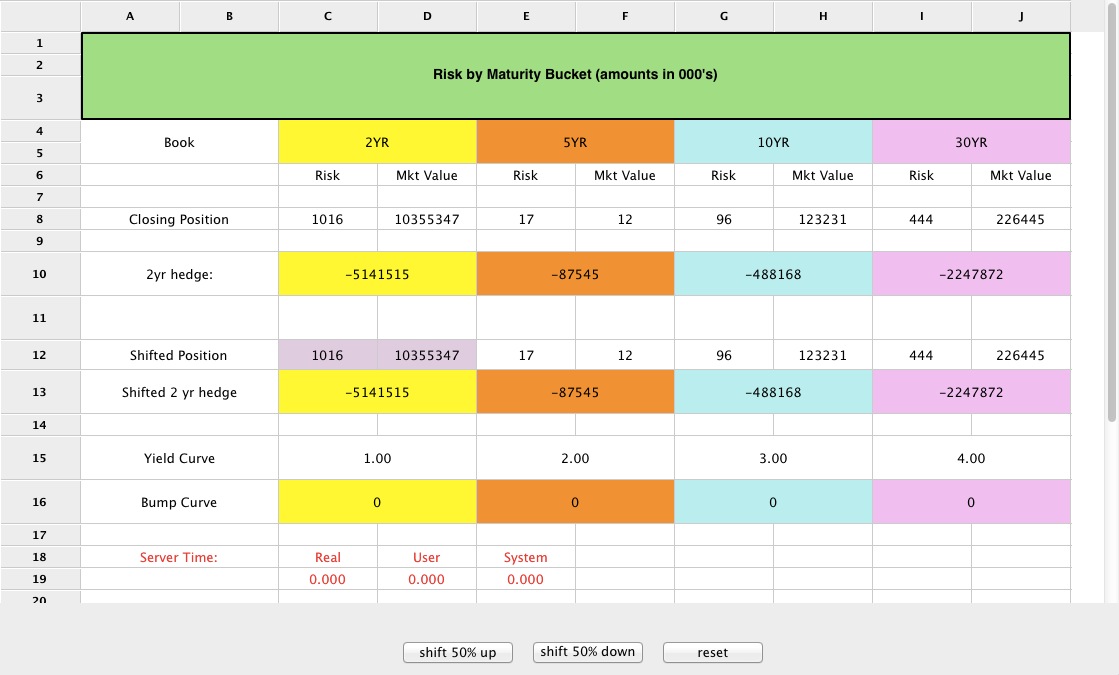 A B C D E F G H I J
1
2 Risk by Maturity Bucket (amounts in 000's)
3
4
Book 2YR 5YR 10YR 30YR
5
6 Risk Mkt Value Risk Mkt Value Risk Mkt Value Risk Mkt Value
7
8 Closing Position 1016 10355347 17 12 96 123231 444 226445
9
10 2yr hedge: -5141515 -87545 -488168 -2247872
11
12 Shifted Position 1016 10355347 17 12 96 123231 444 226445
13 Shifted 2 yr hedge -5141515 -87545 -488168 -2247872
14
15 Yield Curve 1.00 2.00 3.00 4.00
16 Bump Curve 0 0 0 0
17
18 Server Time: Real User System
19 0.000 0.000 0.000
20
shift 50% up shift 50% down reset